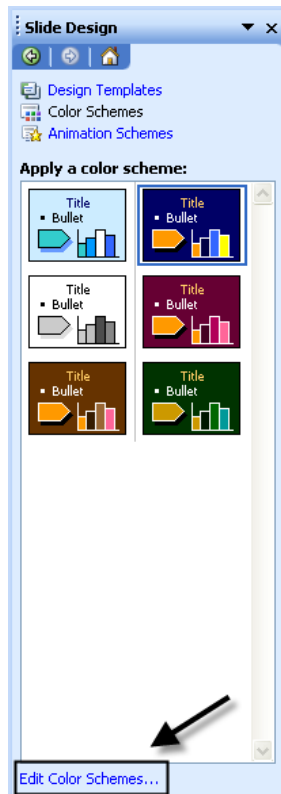 Slide Design
Design Templates
Color Schemes
Animation Schemes
Apply a color scheme:
Title
Bullet
Title
Bullet
Title
Bullet
Title
Bullet
Title
Bullet
Title
Bullet
Edit Color Schemes...